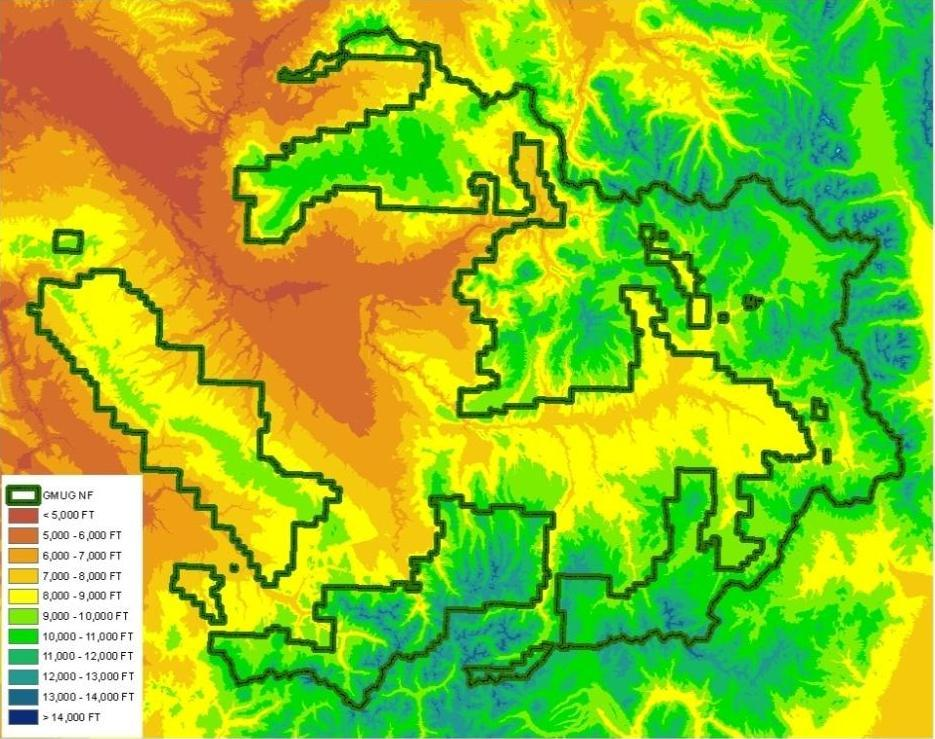 GMUG NF
< 5,000 FT
5,000 - 6,000 FT
6,000 - 7,000 FT
7,000 - 8,000 FT
8,000 - 9,000 FT
9,000 - 10,000 FT
10,000 - 11,000 FT
11,000 - 12,000 FT
12,000 - 13,000 FT
13,000 - 14,000 FT
> 14,000 FT